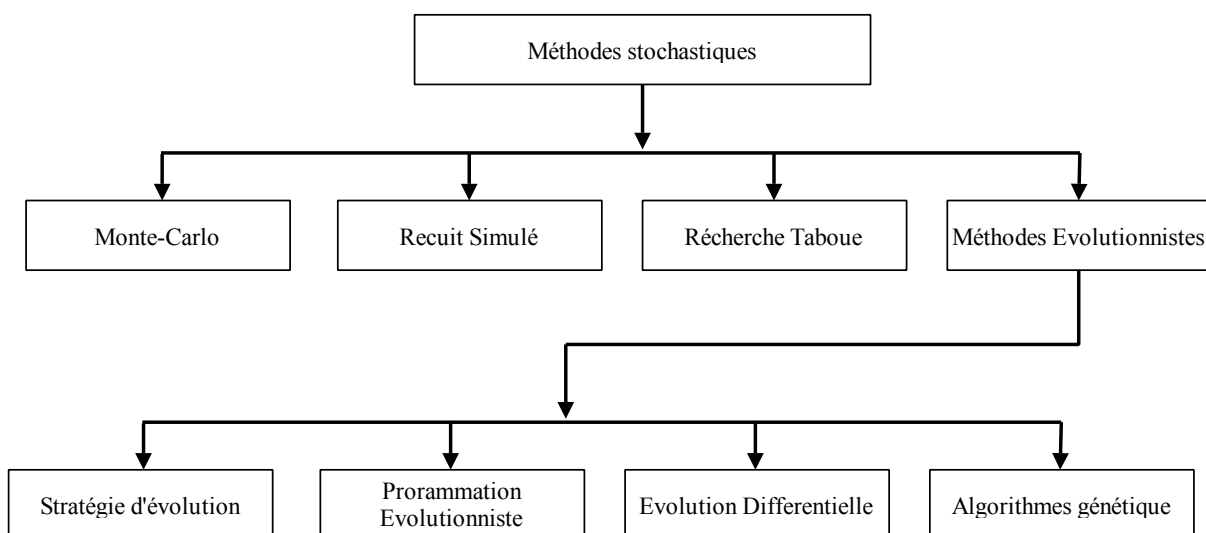 Méthodes stochastiques
Monte-Carlo
Recuit Simulé
Récherche Taboue
Méthodes Evolutionnistes
Stratégie d'évolution
Prorammation
Evolutionniste
Evolution Differentielle
Algorithmes génétique